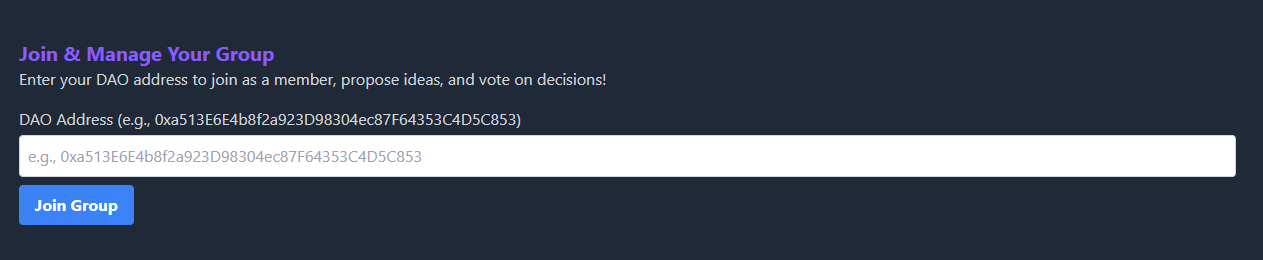 Join & Manage Your Group
Enter your DAO address to join as a member, propose ideas, and vote on decisions!
DAO Address (e.g., 0xa513E6E4b8f2a923D98304ec87F64353C4D5C853)
e.g., 0xa513E6E4b8f2a923D98304ec87F64353C4D5C853
Join Group